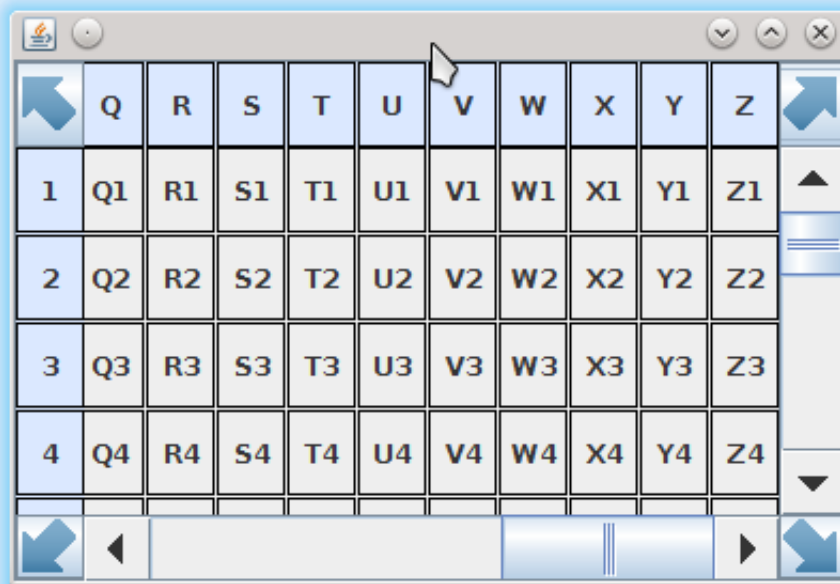 Q R S T U V W X Y Z
1 Q1 R1 S1 T1 U1 V1 W1 X1 Y1 Z1
2 Q2 R2 S2 T2 U2 V2 W2 X2 Y2 Z2
3 Q3 R3 S3 T3 U3 V3 W3 X3 Y3 Z3
4 Q4 R4 S4 T4 U4 V4 W4 X4 Y4 Z4